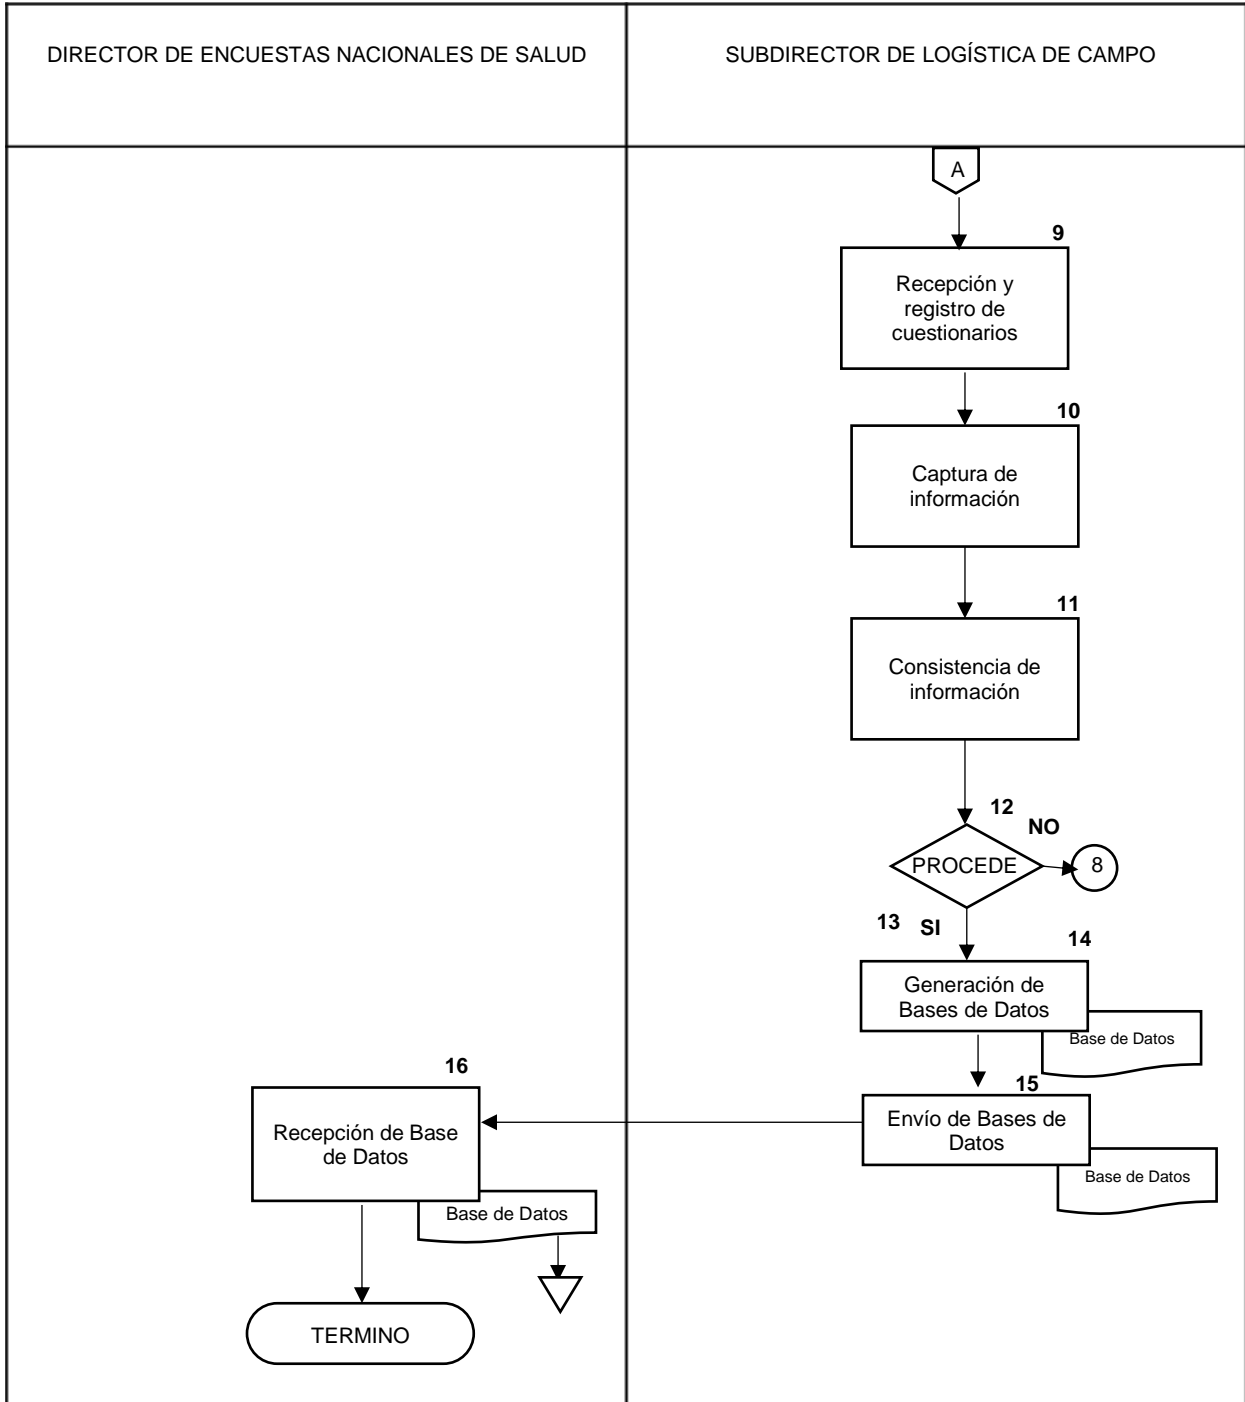 DIRECTOR DE ENCUESTAS NACIONALES DE SALUD
SUBDIRECTOR DE LOGÍSTICA DE CAMPO
A
9
Recepción y
registro de
cuestionarios
10
Captura de
información
11
Consistencia de
información
12
NO
PROCEDE
8
13
SI
14
Generación de
Bases de Datos
Base de Datos
15
Envío de Bases de
Datos
Base de Datos
16
Recepción de Base
de Datos
Base de Datos
TERMINO